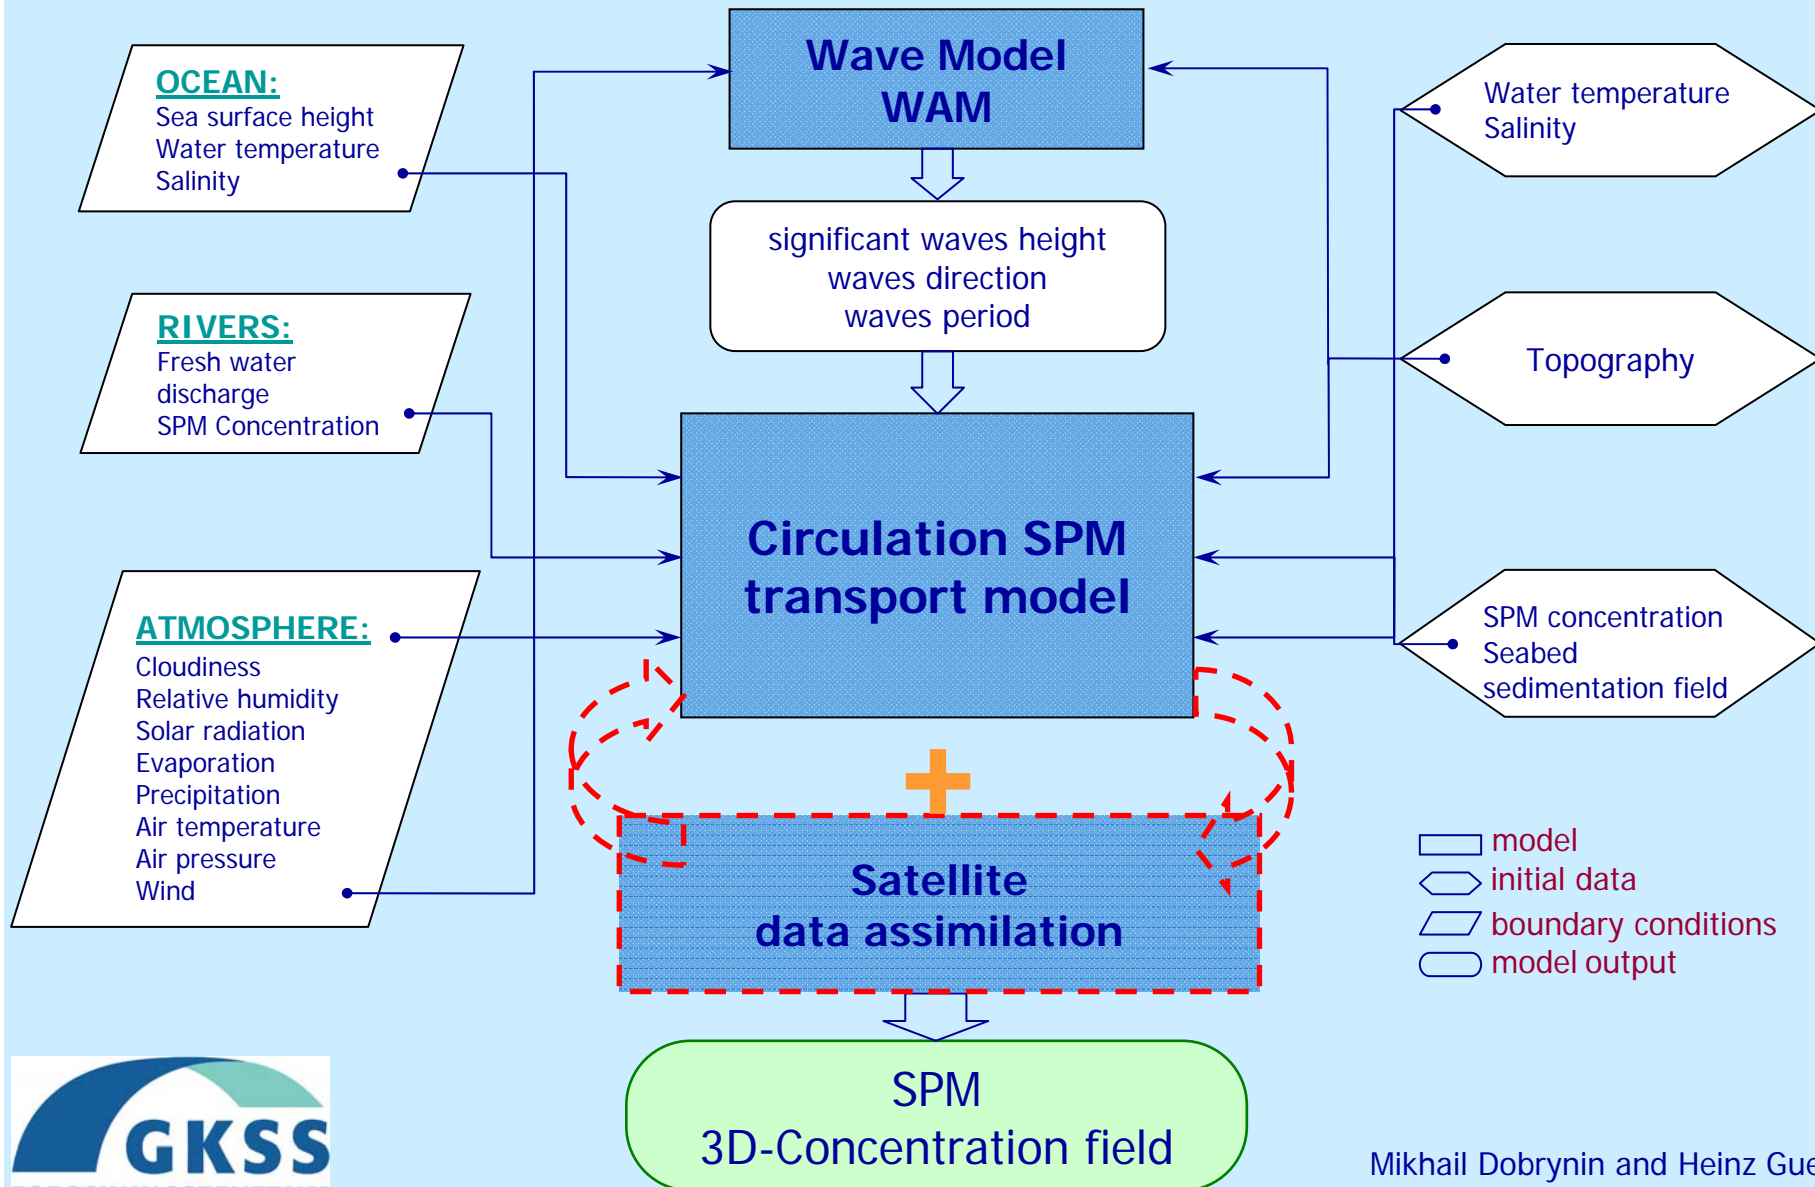 Wave Model
WAM
OCEAN:
Sea surface height
Water temperature
Salinity
Water temperature
Salinity
significant waves height
waves direction
waves period
RIVERS:
Fresh water
discharge
SPM Concentration
Topography
Circulation SPM
transport model
ATMOSPHERE:
Cloudiness
Relative humidity
Solar radiation
Evaporation
Precipitation
Air temperature
Air pressure
Wind
SPM concentration
Seabed
sedimentation field
+
Satellite
data assimilation
model
initial data
boundary conditions
model output
SPM
3D-Concentration field
GKSS
Mikhail Dobrynin and Heinz